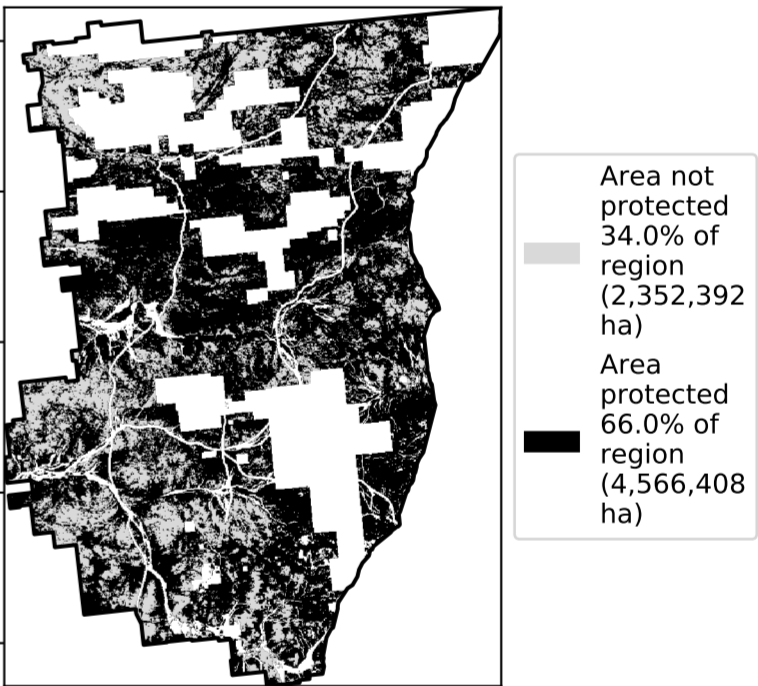 Area not
protected
34.0% of
region
(2,352,392
ha)
Area
protected
66.0% of
region
(4,566,408
ha)